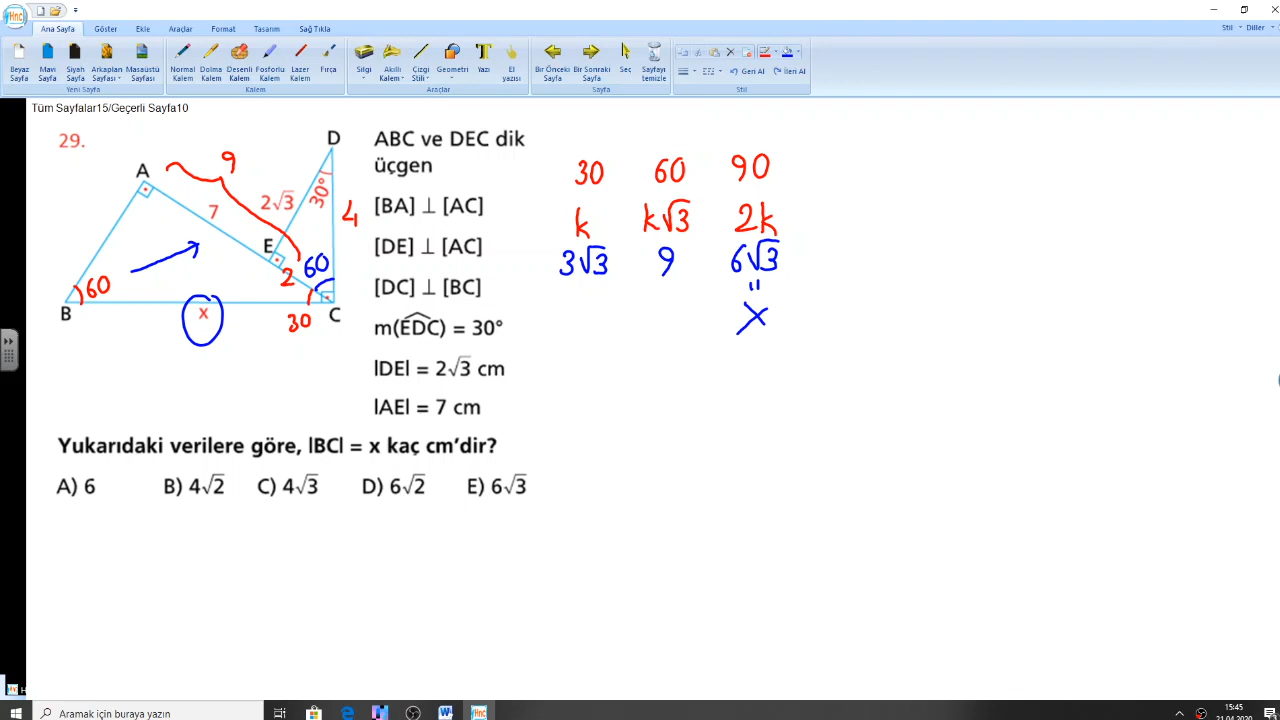 Ana Sayfa Göster Ekle Araçlar Format Tasarım Sağ Tıkla
Stil Diller
Beyaz Sayfa Mavi Sayfa Siyah Sayfa Arkaplan Sayfası Masaüstü Sayfası
Normal Kalem Dolma Kalem Desenli Kalem Fosforlu Kalem Lazer Kalem Fırça
Silgi Akıllı Kalem Çizgi Stili Geometri Yazı El yazısı
Bir Önceki Sayfa Bir Sonraki Sayfa Seç Sayfayı temizle
Geri Al İleri Al
Yeni Sayfa Kalem Araçlar Sayfa Stil
Tüm Sayfalar15/Geçerli Sayfa10
29.
D
A
9
2√3
30°
7
4
E
60
2
60
B
x
30
C
ABC ve DEC dik
üçgen
[BA] ⊥ [AC]
[DE] ⊥ [AC]
[DC] ⊥ [BC]
m(EDC) = 30°
|DE| = 2√3 cm
|AE| = 7 cm
30 60 90
k k√3 2k
3√3 9 6√3
=
x
Yukarıdaki verilere göre, |BC| = x kaç cm'dir?
A) 6 B) 4√2 C) 4√3 D) 6√2 E) 6√3
Aramak için buraya yazın
15:45
21.04.2020